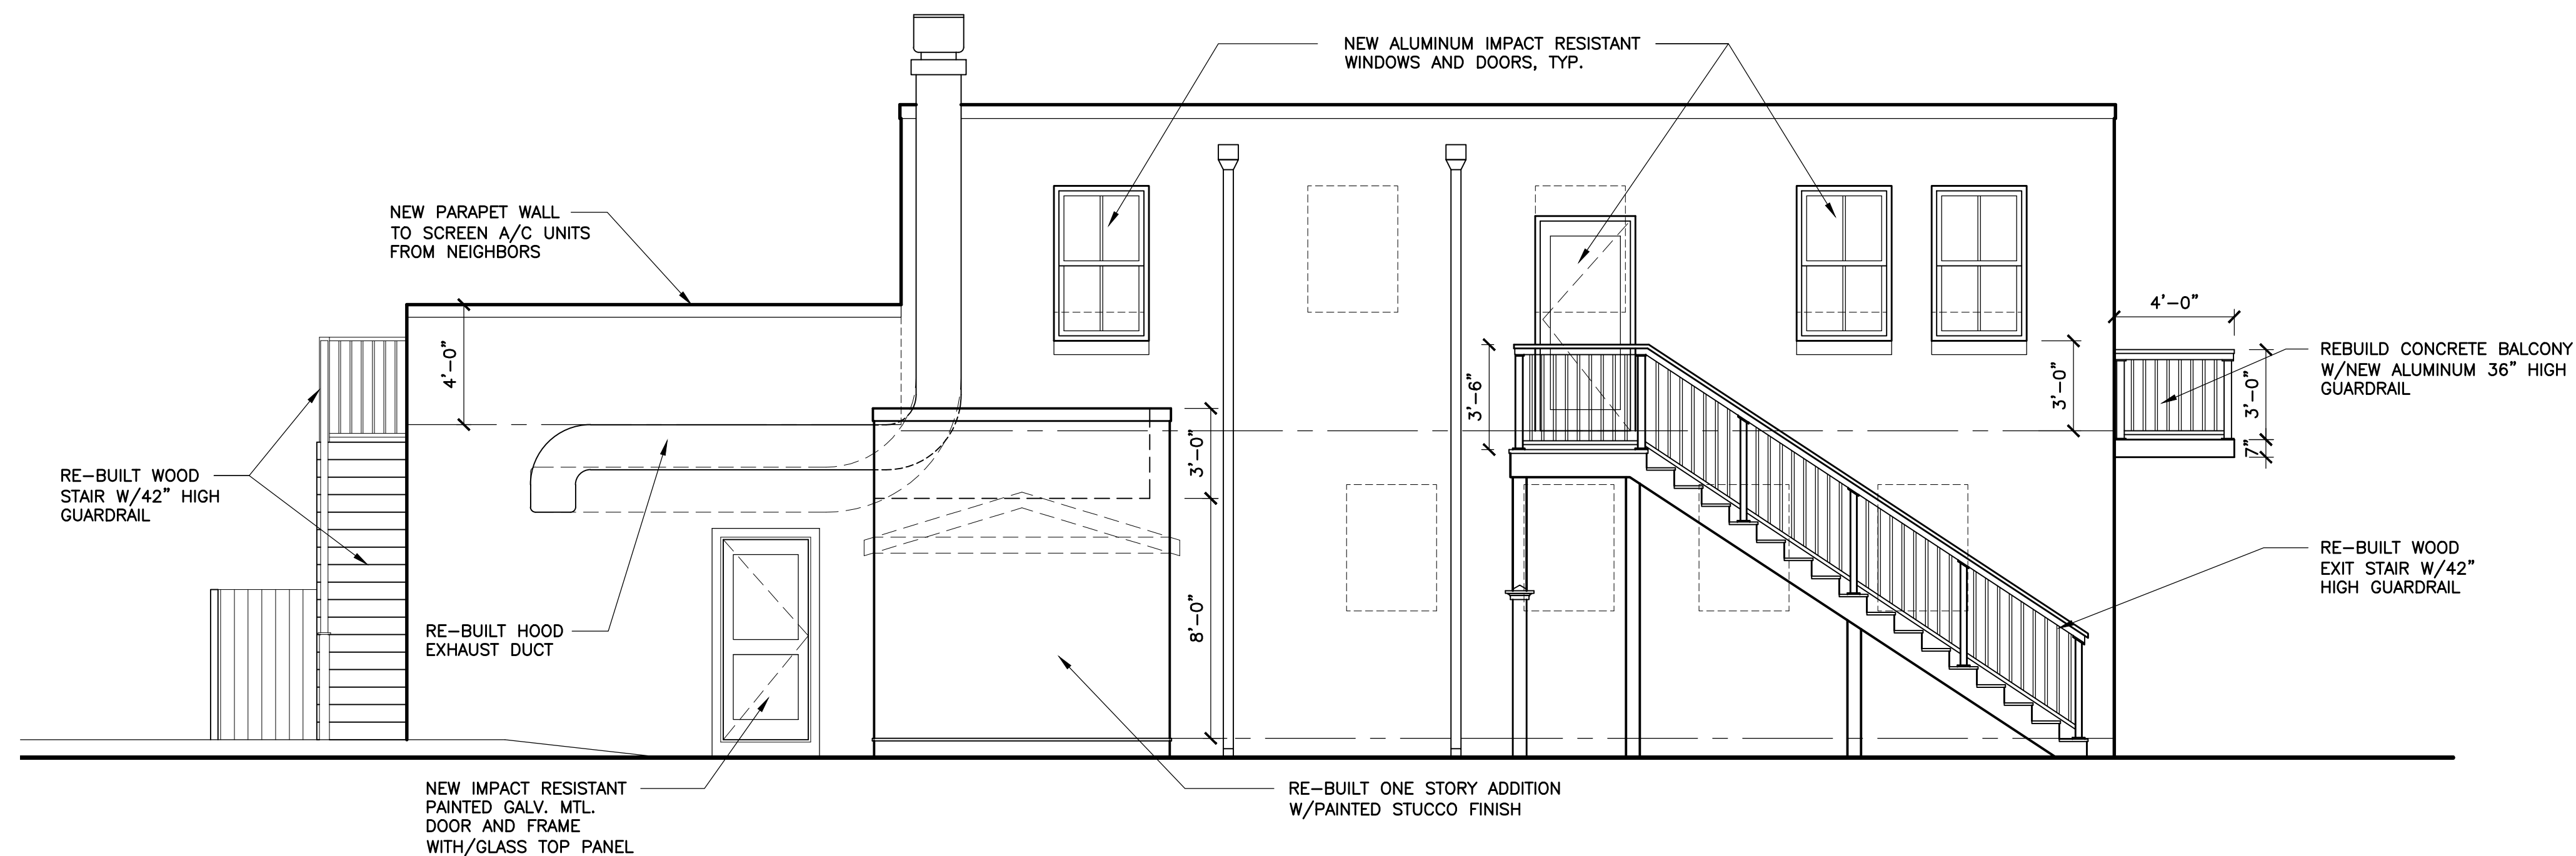 NEW ALUMINUM IMPACT RESISTANT
WINDOWS AND DOORS, TYP.
NEW PARAPET WALL
TO SCREEN A/C UNITS
FROM NEIGHBORS
4'-0"
4'-0"
REBUILD CONCRETE BALCONY
W/NEW ALUMINUM 36" HIGH
GUARDRAIL
3'-6"
3'-0"
3'-0"
7"
3'-0"
RE-BUILT WOOD
STAIR W/42" HIGH
GUARDRAIL
RE-BUILT WOOD
EXIT STAIR W/42"
HIGH GUARDRAIL
8'-0"
RE-BUILT HOOD
EXHAUST DUCT
NEW IMPACT RESISTANT
PAINTED GALV. MTL.
DOOR AND FRAME
WITH/GLASS TOP PANEL
RE-BUILT ONE STORY ADDITION
W/PAINTED STUCCO FINISH